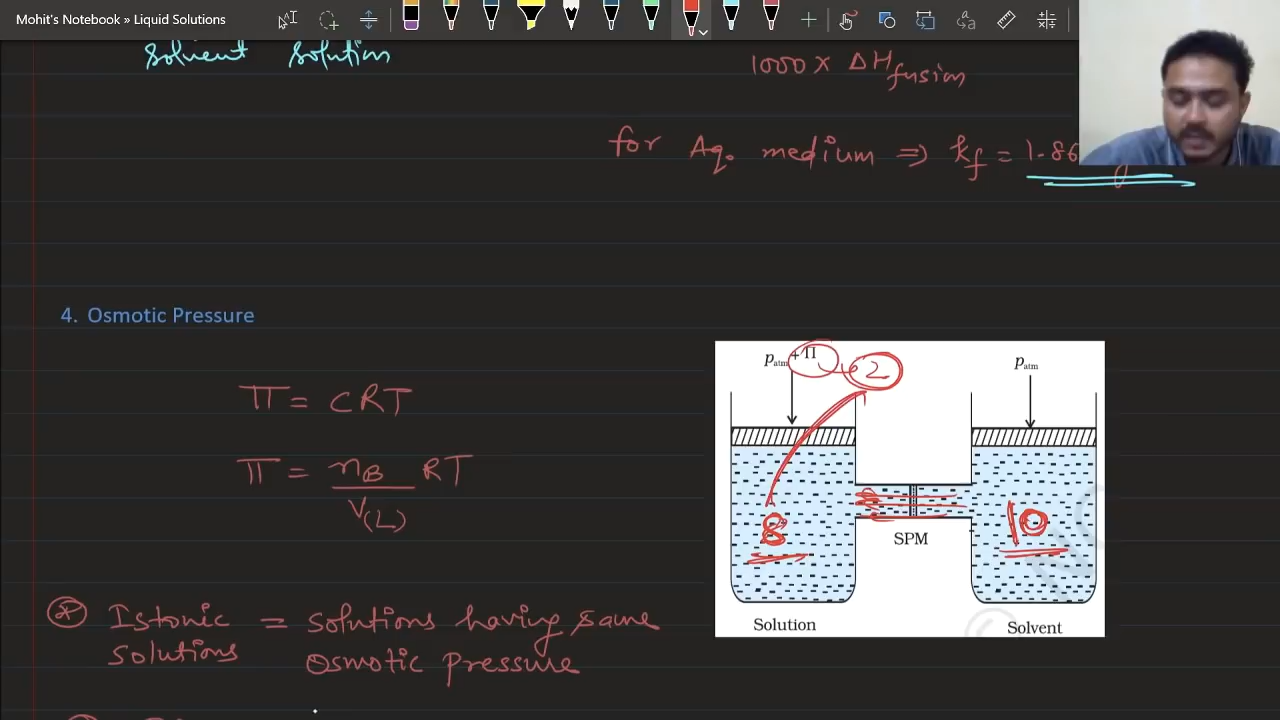 Mohit's Notebook » Liquid Solutions
solvent solution
1000 × ΔH fusion
for Aq. medium ⇒ kf = 1.86
4. Osmotic Pressure
π = CRT
π = nB RT
V(L)
patm + Π 2
patm
8
10
SPM
Solution
Solvent
* Istonic = solutions having same
solutions osmotic pressure